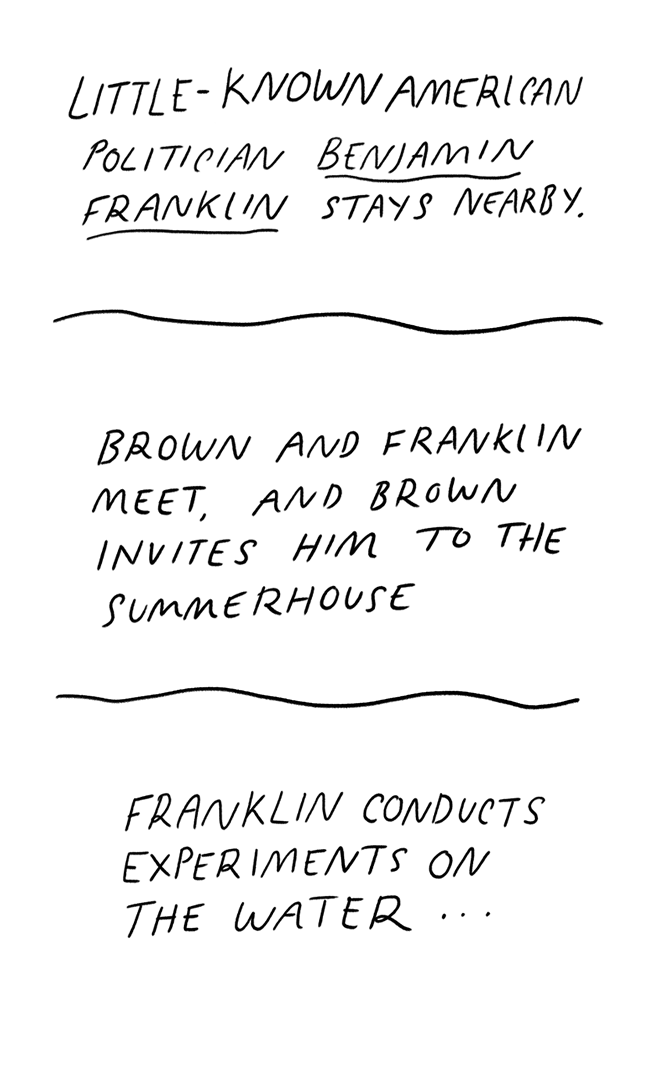 LITTLE-KNOWN AMERICAN
POLITICIAN BENJAMIN
FRANKLIN STAYS NEARBY.
BROWN AND FRANKLIN
MEET, AND BROWN
INVITES HIM TO THE
SUMMERHOUSE
FRANKLIN CONDUCTS
EXPERIMENTS ON
THE WATER ...